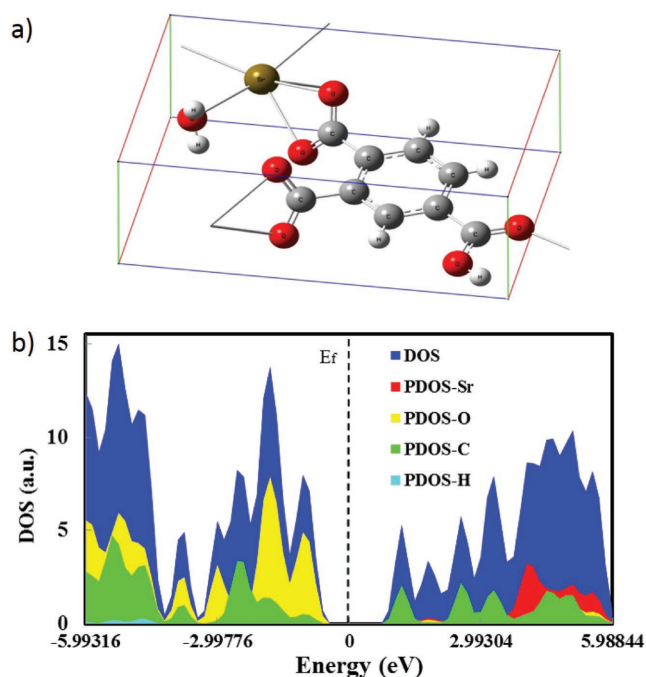 a)
Sr
O
H
H
O
O
O
O
C
C
C
C
C
C
C
C
C
H
H
H
O
O
H
b)
15
10
5
0
DOS (a.u.)
Ef
DOS
PDOS-Sr
PDOS-O
PDOS-C
PDOS-H
-5.99316 -2.99776 0 2.99304 5.98844
Energy (eV)